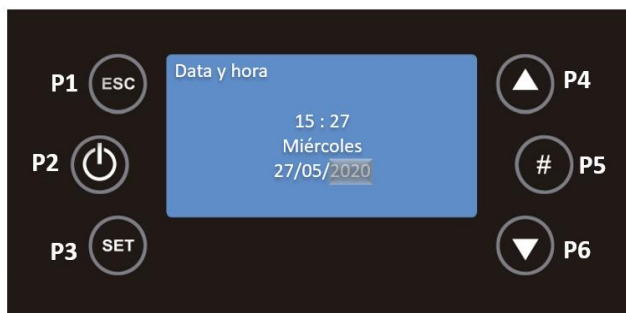 P1 ESC
P2
P3 SET
Data y hora
15 : 27
Miércoles
27/05/2020
P4
# P5
P6